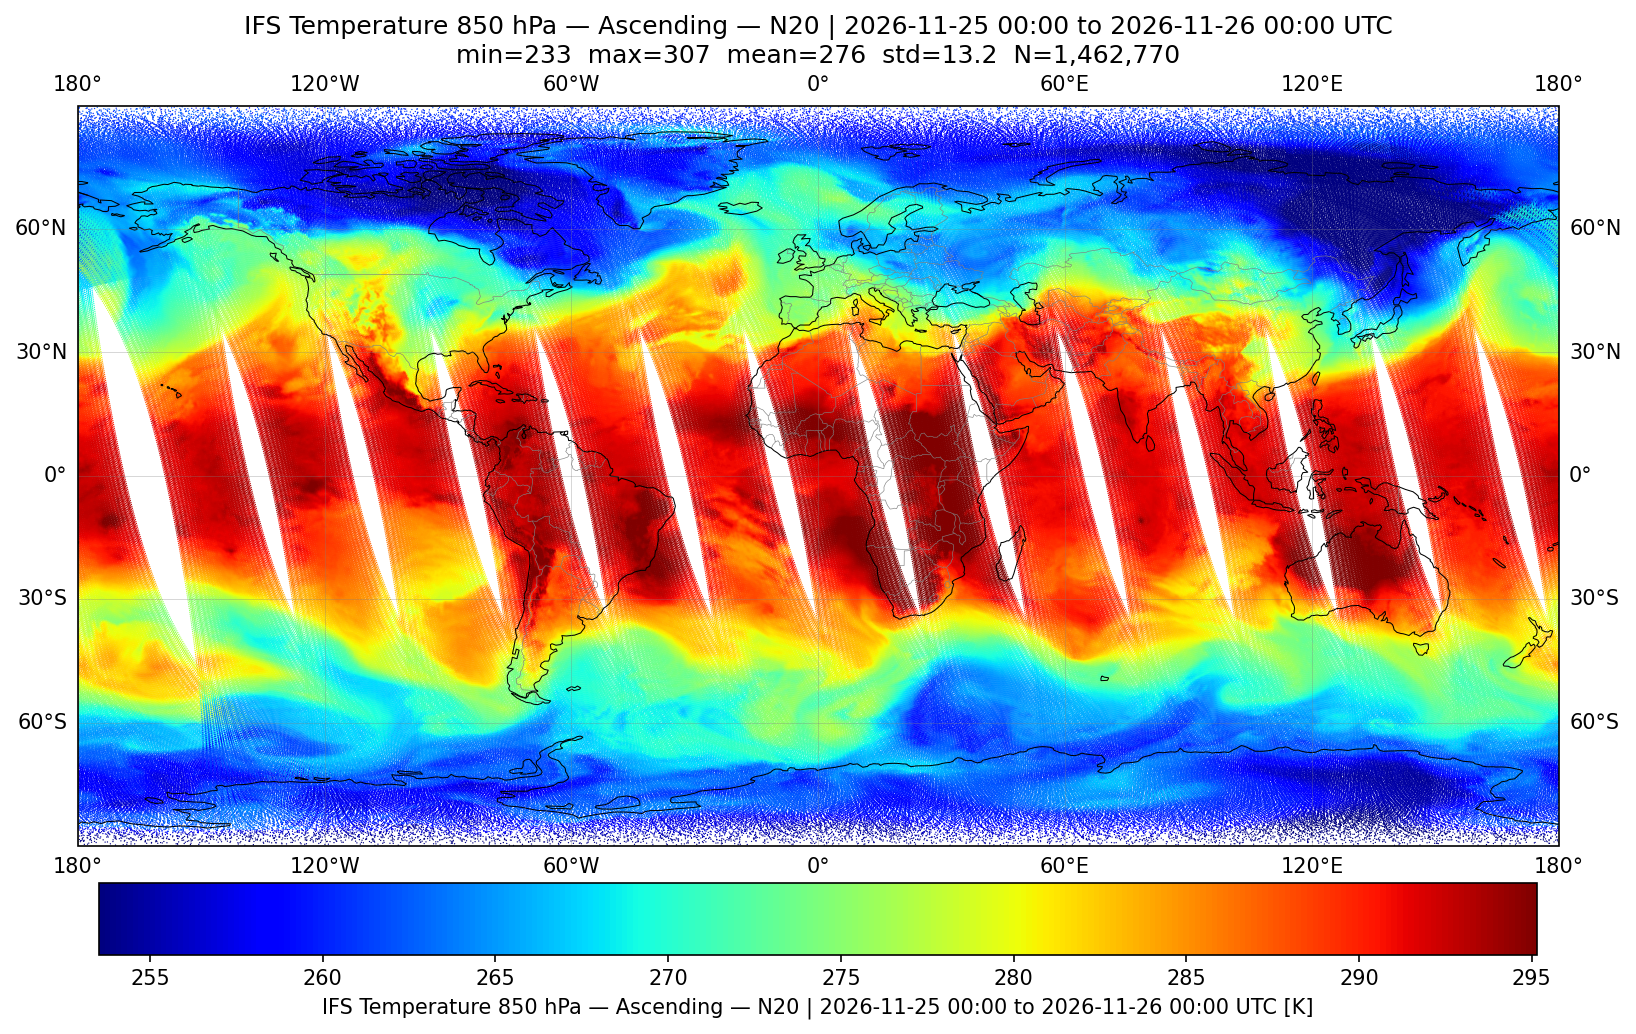 IFS Temperature 850 hPa — Ascending — N20 | 2026-11-25 00:00 to 2026-11-26 00:00 UTC
min=233  max=307  mean=276  std=13.2  N=1,462,770
180° 120°W 60°W 0° 60°E 120°E 180°
60°N 60°N
30°N 30°N
0° 0°
30°S 30°S
60°S 60°S
180° 120°W 60°W 0° 60°E 120°E 180°
255 260 265 270 275 280 285 290 295
IFS Temperature 850 hPa — Ascending — N20 | 2026-11-25 00:00 to 2026-11-26 00:00 UTC [K]